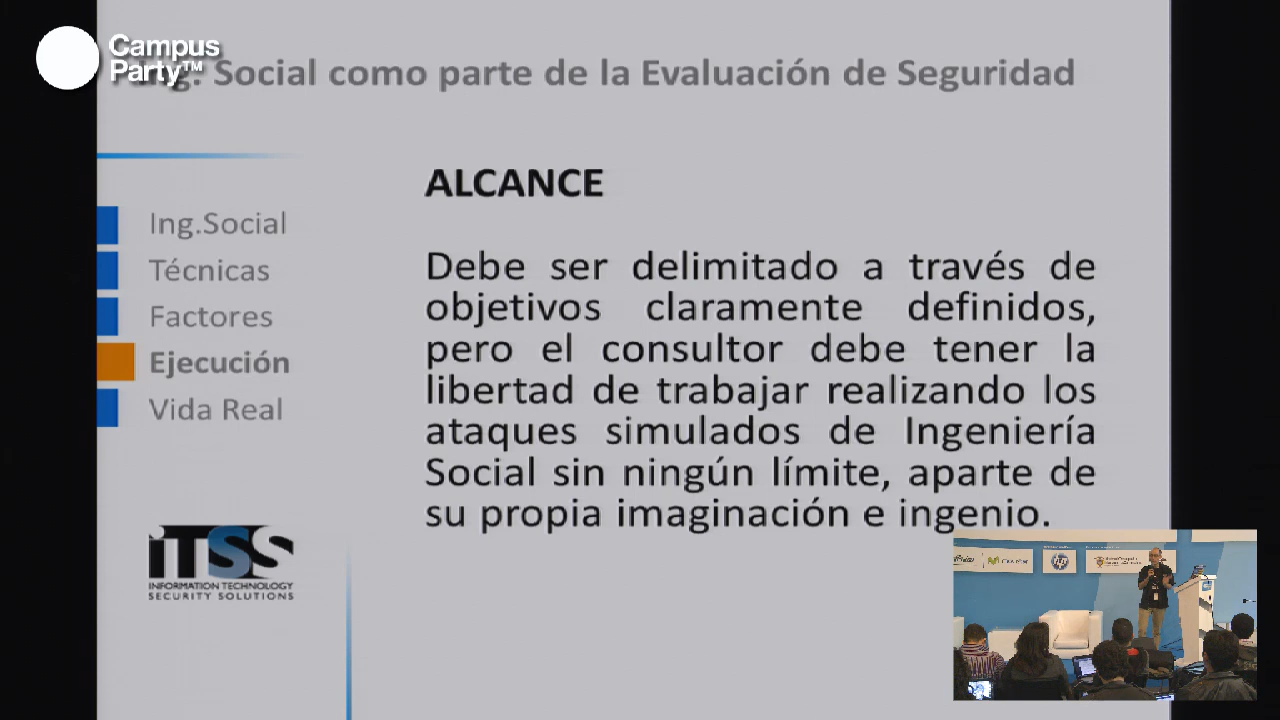 Campus
Party™
Ing. Social como parte de la Evaluación de Seguridad
Ing.Social
Técnicas
Factores
Ejecución
Vida Real
ALCANCE
Debe ser delimitado a través de
objetivos claramente definidos,
pero el consultor debe tener la
libertad de trabajar realizando los
ataques simulados de Ingeniería
Social sin ningún límite, aparte de
su propia imaginación e ingenio.
iTSS
INFORMATION TECHNOLOGY
SECURITY SOLUTIONS
hp